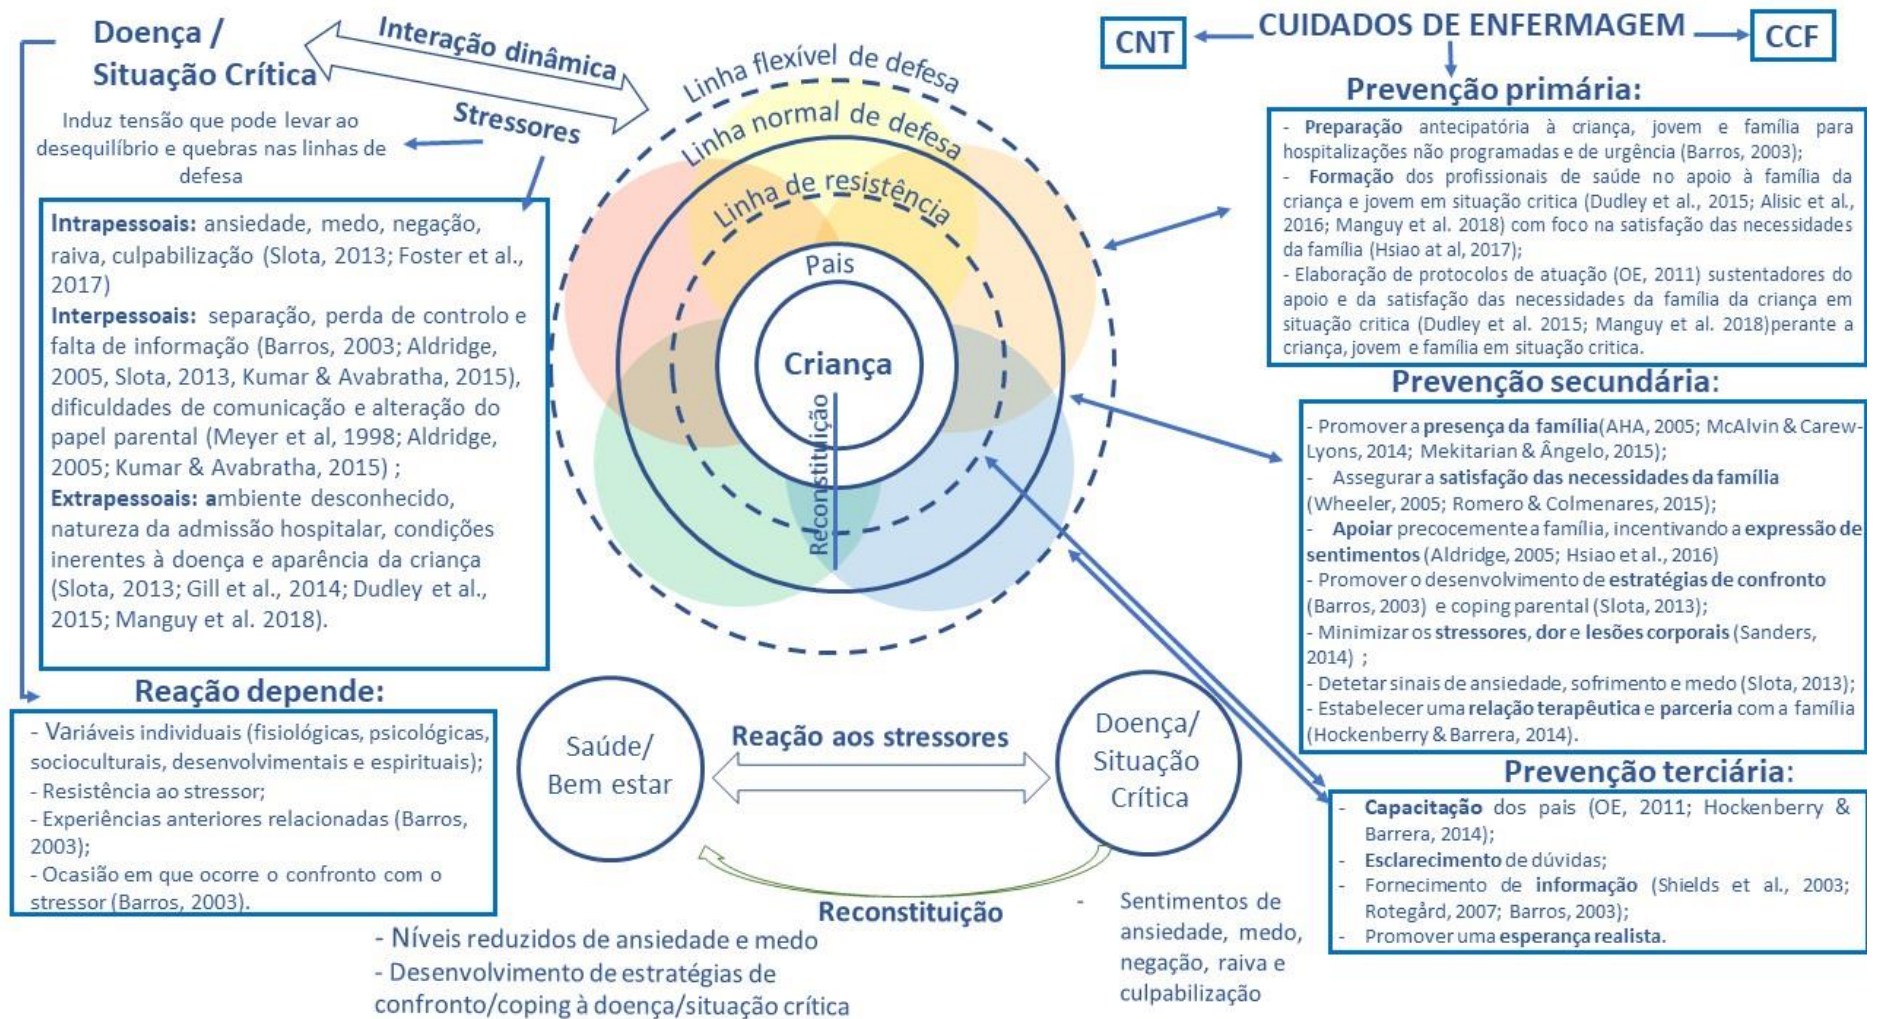 Doença /
Situação Crítica
Interação dinâmica
Stressores
Induz tensão que pode levar ao
desequilíbrio e quebras nas linhas de
defesa
Intrapessoais: ansiedade, medo, negação,
raiva, culpabilização (Slota, 2013; Foster et al.,
2017)
Interpessoais: separação, perda de controlo e
falta de informação (Barros, 2003; Aldridge,
2005, Slota, 2013, Kumar & Avabratha, 2015),
dificuldades de comunicação e alteração do
papel parental (Meyer et al, 1998; Aldridge,
2005; Kumar & Avabratha, 2015) ;
Extrapessoais: ambiente desconhecido,
natureza da admissão hospitalar, condições
inerentes à doença e aparência da criança
(Slota, 2013; Gill et al., 2014; Dudley et al.,
2015; Manguy et al. 2018).
Reação depende:
- Variáveis individuais (fisiológicas, psicológicas,
socioculturais, desenvolvimentais e espirituais);
- Resistência ao stressor;
- Experiências anteriores relacionadas (Barros,
2003);
- Ocasião em que ocorre o confronto com o
stressor (Barros, 2003).
Linha flexível de defesa
Linha normal de defesa
Linha de resistência
Pais
Criança
Reconstituição
Saúde/
Bem estar
Reação aos stressores
Doença/
Situação
Crítica
Reconstituição
- Níveis reduzidos de ansiedade e medo
- Desenvolvimento de estratégias de
confronto/coping à doença/situação crítica
- Sentimentos de
ansiedade, medo,
negação, raiva e
culpabilização
CNT
CUIDADOS DE ENFERMAGEM
CCF
Prevenção primária:
- Preparação antecipatória à criança, jovem e família para
hospitalizações não programadas e de urgência (Barros, 2003);
- Formação dos profissionais de saúde no apoio à família da
criança e jovem em situação critica (Dudley et al., 2015; Alisic et al.,
2016; Manguy et al. 2018) com foco na satisfação das necessidades
da família (Hsiao at al, 2017);
- Elaboração de protocolos de atuação (OE, 2011) sustentadores do
apoio e da satisfação das necessidades da família da criança em
situação critica (Dudley et al. 2015; Manguy et al. 2018)perante a
criança, jovem e família em situação critica.
Prevenção secundária:
- Promover a presença da família(AHA, 2005; McAlvin & Carew-
Lyons, 2014; Mekitarian & Ângelo, 2015);
- Assegurar a satisfação das necessidades da família
(Wheeler, 2005; Romero & Colmenares, 2015);
- Apoiar precocemente a família, incentivando a expressão de
sentimentos (Aldridge, 2005; Hsiao et al., 2016)
- Promover o desenvolvimento de estratégias de confronto
(Barros, 2003) e coping parental (Slota, 2013);
- Minimizar os stressores, dor e lesões corporais (Sanders,
2014) ;
- Detetar sinais de ansiedade, sofrimento e medo (Slota, 2013);
- Estabelecer uma relação terapêutica e parceria com a família
(Hockenberry & Barrera, 2014).
Prevenção terciária:
- Capacitação dos pais (OE, 2011; Hockenberry &
Barrera, 2014);
- Esclarecimento de dúvidas;
- Fornecimento de informação (Shields et al., 2003;
Rotegård, 2007; Barros, 2003);
- Promover uma esperança realista.